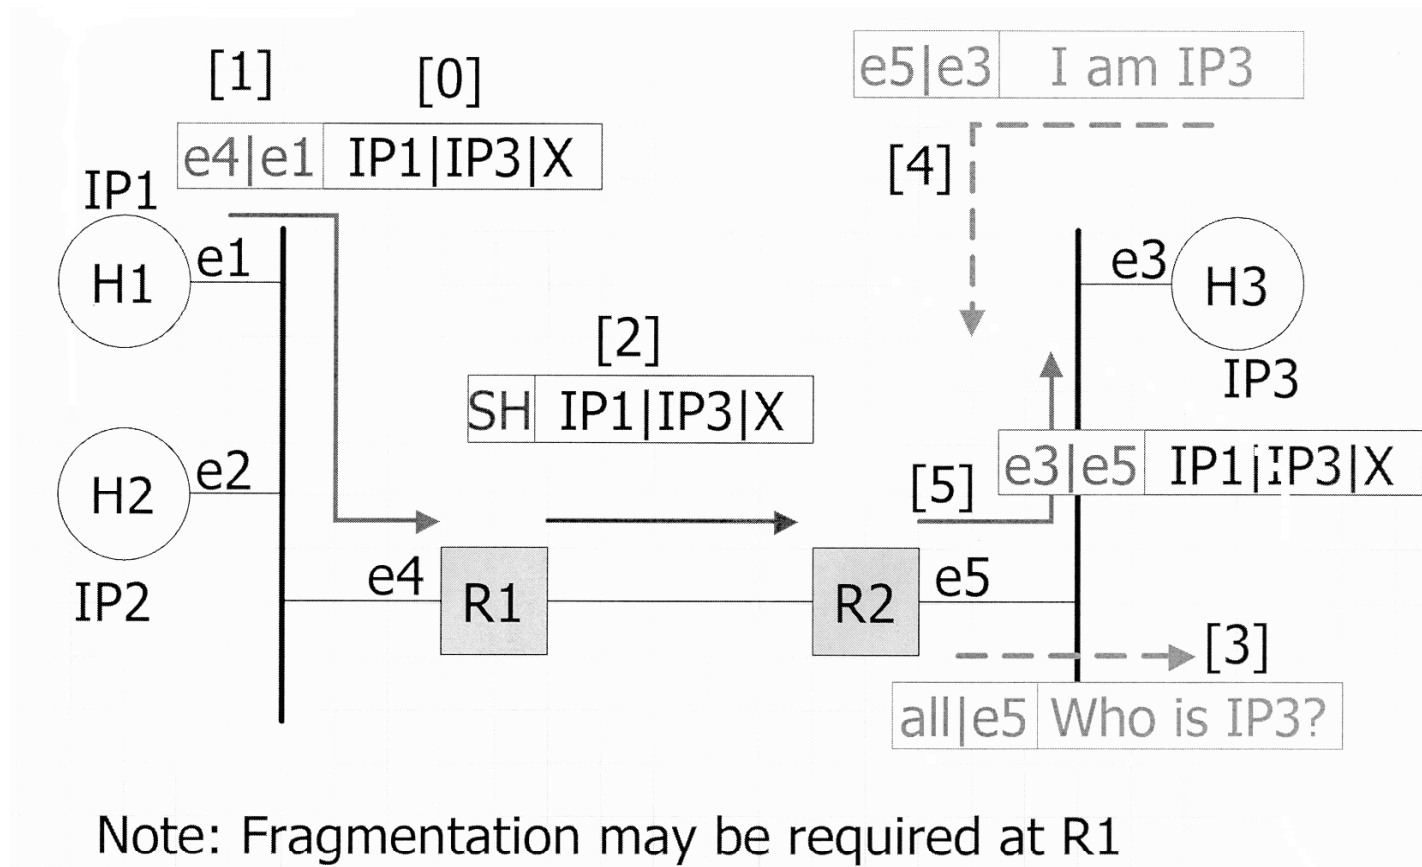 [1]
[0]
e5|e3 I am IP3
e4|e1 IP1|IP3|X
[4]
IP1
H1
e1
e3
H3
[2]
IP3
SH IP1|IP3|X
H2
e2
[5]
e3|e5 IP1|IP3|X
IP2
e4
R1
R2
e5
[3]
all|e5 Who is IP3?
Note: Fragmentation may be required at R1